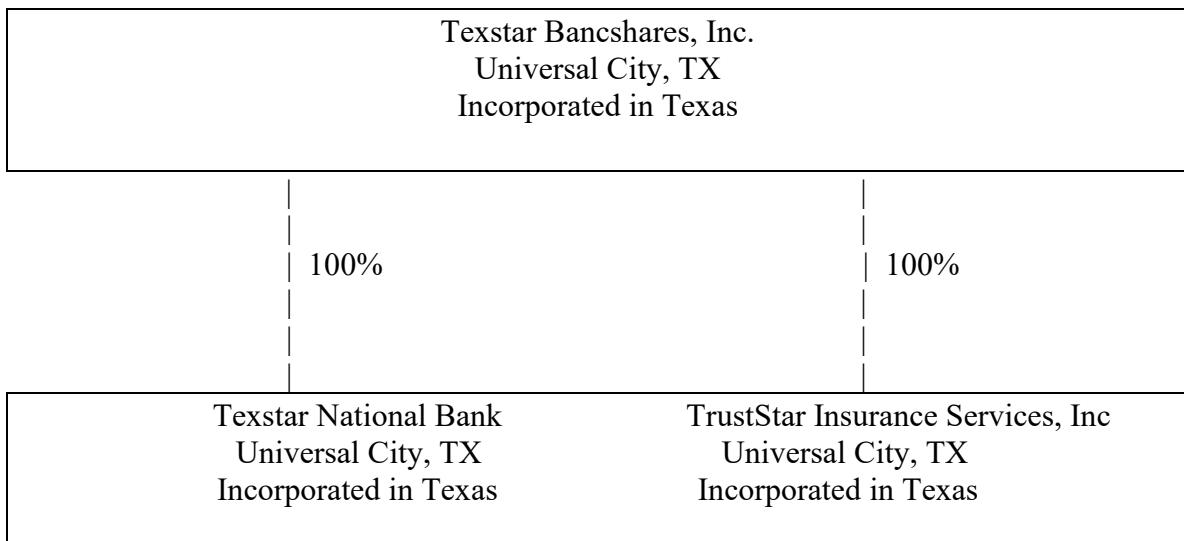 Texstar Bancshares, Inc.
Universal City, TX
Incorporated in Texas
100%
100%
Texstar National Bank
Universal City, TX
Incorporated in Texas
TrustStar Insurance Services, Inc
Universal City, TX
Incorporated in Texas